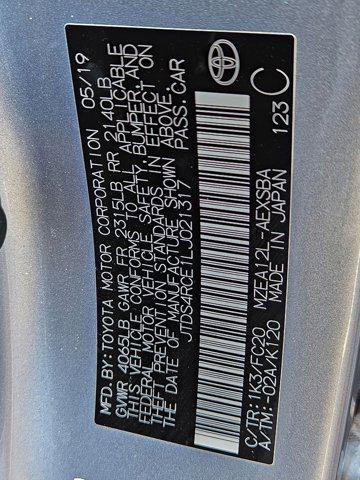 MFD.BY: TOYOTA MOTOR CORPORATION 05/19
GVWR 4055LB GAWR FR 2315LB RR 2140LB
THIS VEHICLE CONFORMS TO ALL APPLICABLE
FEDERAL MOTOR VEHICLE SAFETY, BUMPER, AND
THEFT PREVENTION STANDARDS IN EFFECT
ON THE DATE OF MANUFACTURE SHOWN ABOVE.
JTDS4RCE1LJ021317 PASS. CAR
C/TR: 1K3/FC20 MZEA12L-AEXSBA 123 C
A/TM: -02A/K120 MADE IN JAPAN